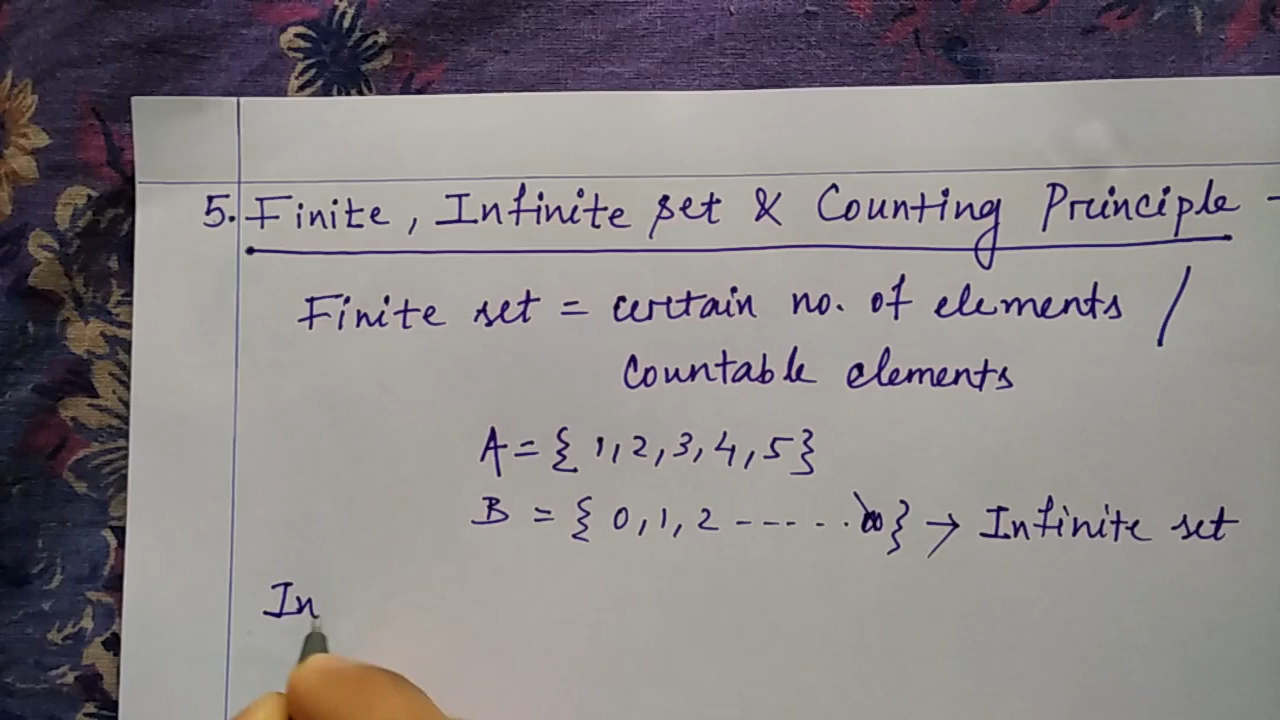 5. Finite, Infinite set & Counting Principle -
Finite set = certain no. of elements /
countable elements
A = { 1, 2, 3, 4, 5 }
B = { 0, 1, 2 ------- } → Infinite set
In